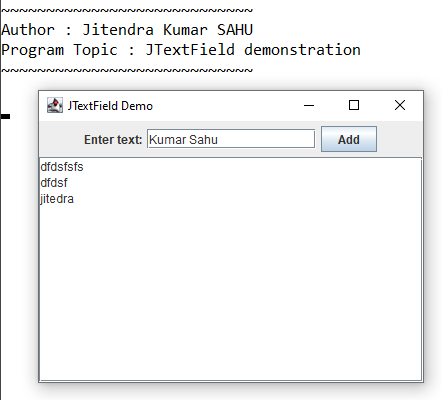 ~~~~~~~~~~~~~~~~~~~~~~~~~~~~
Author : Jitendra Kumar SAHU
Program Topic : JTextField demonstration
~~~~~~~~~~~~~~~~~~~~~~~~~~~~
JTextField Demo
Enter text: Kumar Sahu Add
dfdsfsfs
dfdsf
jitedra